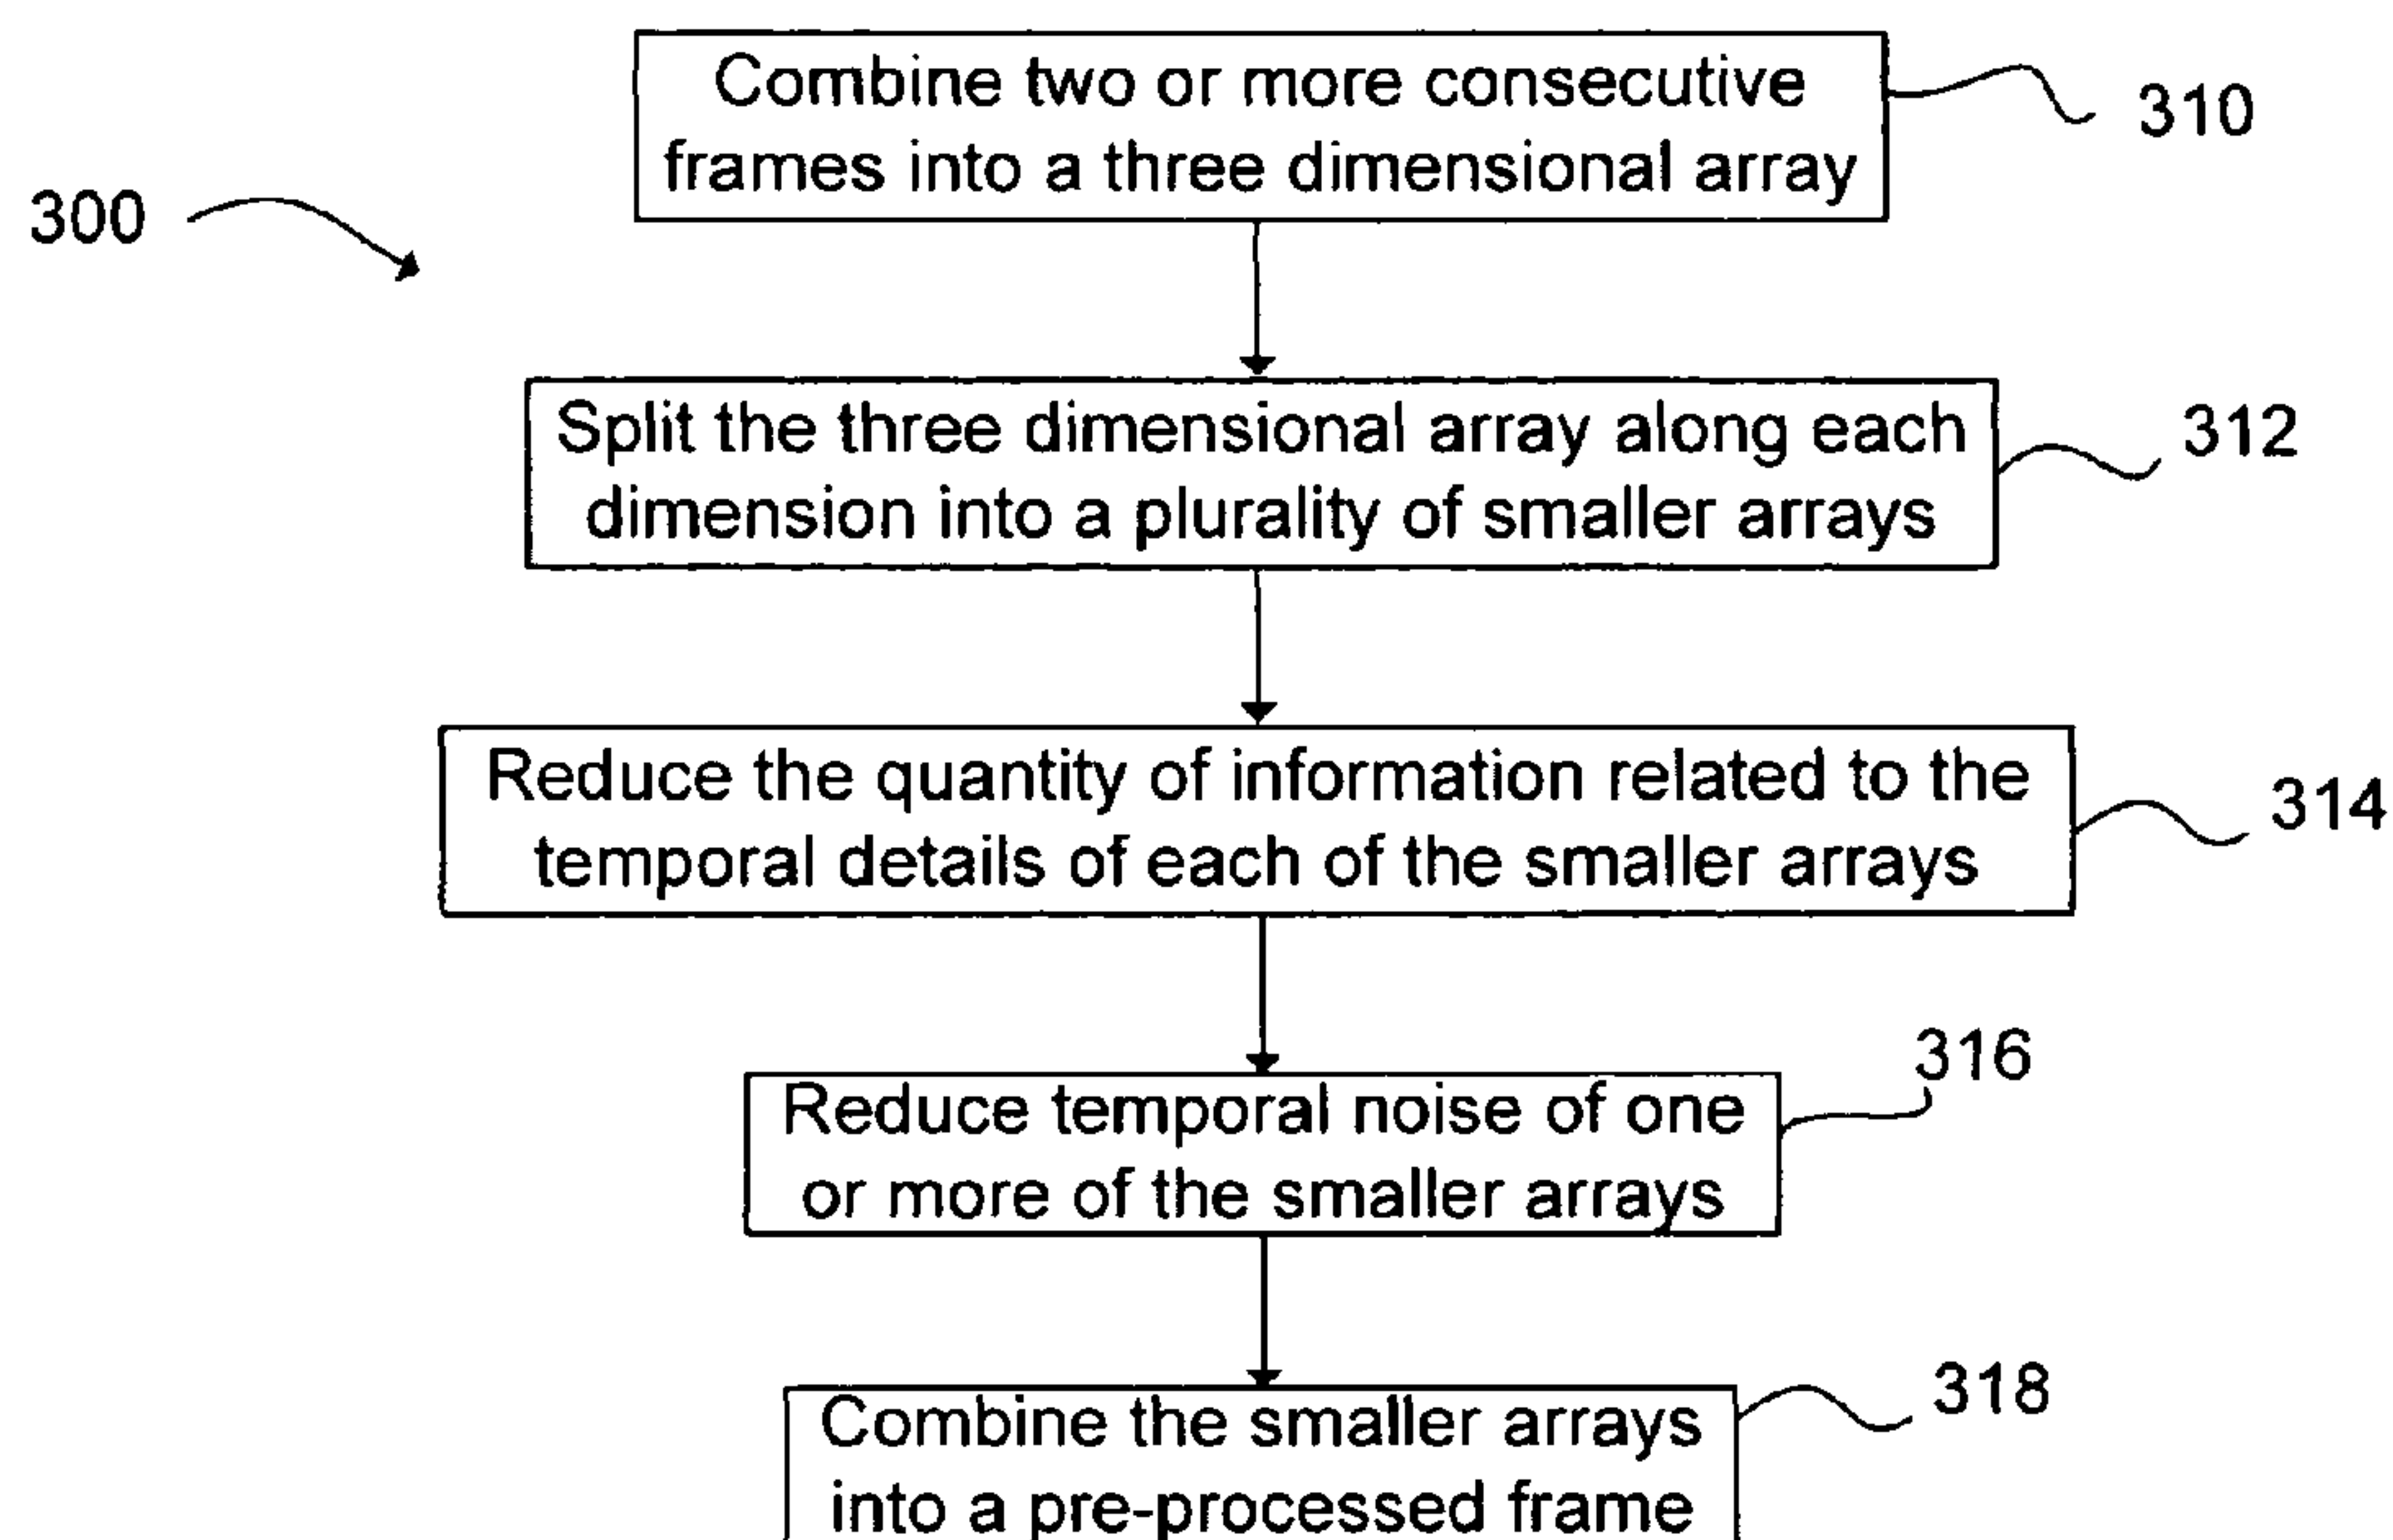 Combine two or more consecutive
frames into a three dimensional array
310
300
Split the three dimensional array along each
dimension into a plurality of smaller arrays
312
Reduce the quantity of information related to the
temporal details of each of the smaller arrays
314
Reduce temporal noise of one
or more of the smaller arrays
316
Combine the smaller arrays
into a pre-processed frame
318